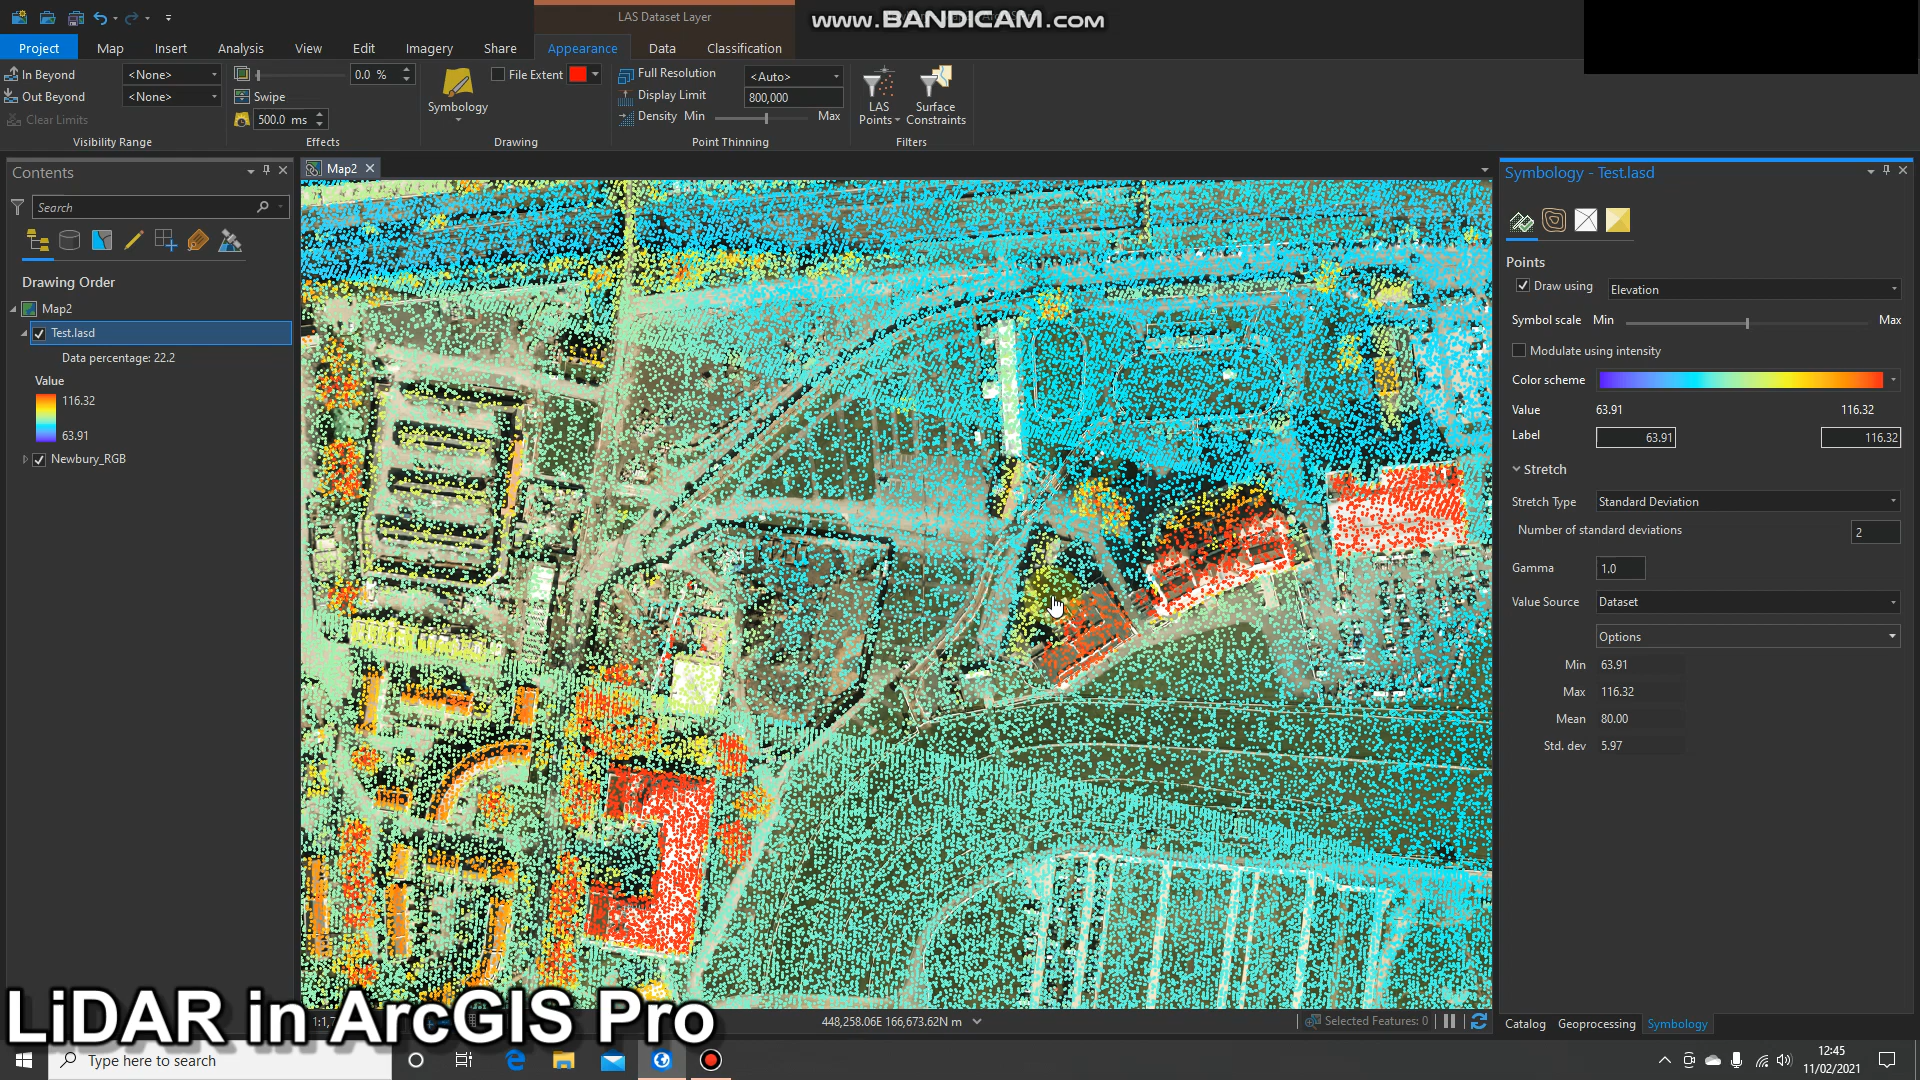 LAS Dataset Layer
www.BANDICAM.com
Project
Map
Insert
Analysis
View
Edit
Imagery
Share
Appearance
Data
Classification
In Beyond
<None>
Out Beyond
<None>
Clear Limits
Visibility Range
0.0 %
Swipe
500.0 ms
Effects
Symbology
File Extent
Drawing
Full Resolution
<Auto>
Display Limit
800,000
Density Min
Max
Point Thinning
LAS
Points
Surface
Constraints
Filters
Contents
Search
Drawing Order
Map2
Test.lasd
Data percentage: 22.2
Value
116.32
63.91
Newbury_RGB
Map2
448,258.06E 166,673.62N m
Selected Features: 0
Symbology - Test.lasd
Points
Draw using
Elevation
Symbol scale Min
Max
Modulate using intensity
Color scheme
Value
63.91
116.32
Label
63.91
116.32
Stretch
Stretch Type
Standard Deviation
Number of standard deviations
2
Gamma
1.0
Value Source
Dataset
Options
Min 63.91
Max 116.32
Mean 80.00
Std. dev 5.97
Catalog
Geoprocessing
Symbology
LiDAR in ArcGIS Pro
Type here to search
12:45
11/02/2021